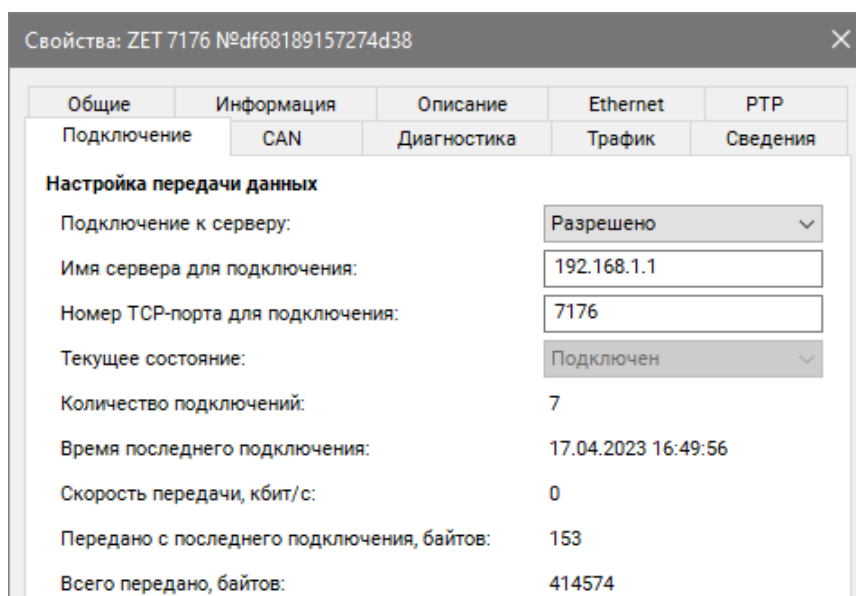 Свойства: ZET 7176 №df68189157274d38
Общие Информация Описание Ethernet PTP
Подключение CAN Диагностика Трафик Сведения
Настройка передачи данных
Подключение к серверу: Разрешено
Имя сервера для подключения: 192.168.1.1
Номер TCP-порта для подключения: 7176
Текущее состояние: Подключен
Количество подключений: 7
Время последнего подключения: 17.04.2023 16:49:56
Скорость передачи, кбит/с: 0
Передано с последнего подключения, байтов: 153
Всего передано, байтов: 414574